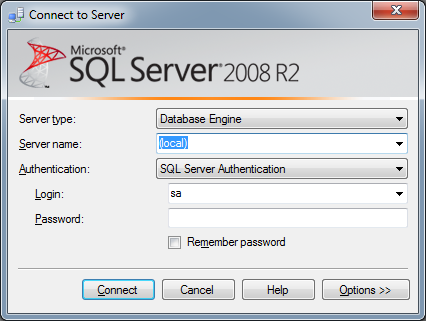 Connect to Server
Microsoft®
SQL Server® 2008 R2
Server type: Database Engine
Server name: (local)
Authentication: SQL Server Authentication
Login: sa
Password:
Remember password
Connect Cancel Help Options >>